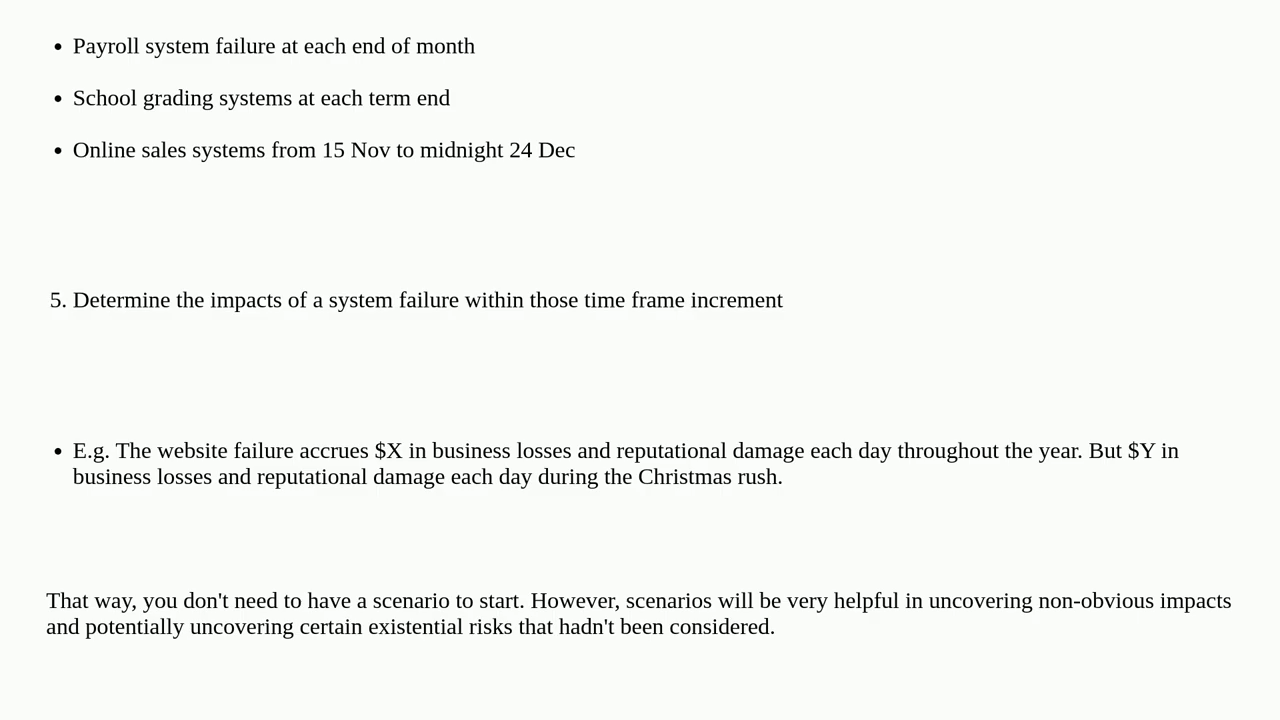 • Payroll system failure at each end of month
• School grading systems at each term end
• Online sales systems from 15 Nov to midnight 24 Dec
5. Determine the impacts of a system failure within those time frame increment
• E.g. The website failure accrues $X in business losses and reputational damage each day throughout the year. But $Y in
business losses and reputational damage each day during the Christmas rush.
That way, you don't need to have a scenario to start. However, scenarios will be very helpful in uncovering non-obvious impacts
and potentially uncovering certain existential risks that hadn't been considered.